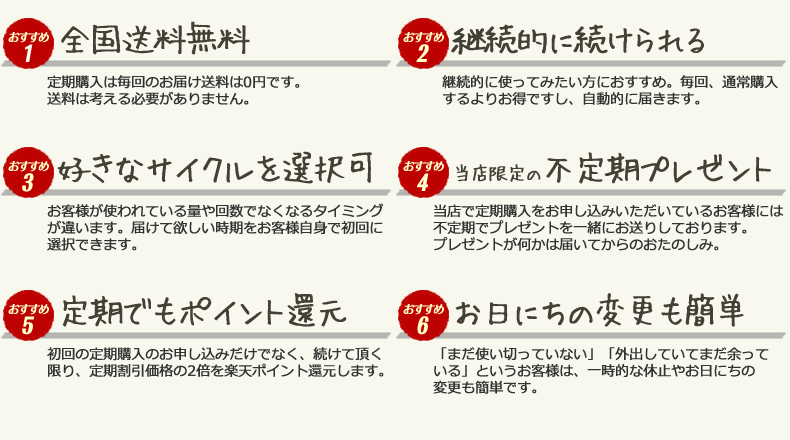 おすすめ
1
全国送料無料
定期購入は毎回のお届け送料は0円です。
送料は考える必要がありません。
おすすめ
2
継続的に続けられる
継続的に使ってみたい方におすすめ。毎回、通常購入
するよりお得ですし、自動的に届きます。
おすすめ
3
好きなサイクルを選択可
お客様が使われている量や回数でなくなるタイミング
が違います。届けて欲しい時期をお客様自身で初回に
選択できます。
おすすめ
4
当店限定の不定期プレゼント
当店で定期購入をお申し込みいただいているお客様には
不定期でプレゼントを一緒にお送りしております。
プレゼントが何かは届いてからのおたのしみ。
おすすめ
5
定期でもポイント還元
初回の定期購入のお申し込みだけでなく、続けて頂く
限り、定期割引価格の2倍を楽天ポイント還元します。
おすすめ
6
お日にちの変更も簡単
「まだ使い切っていない」「外出していてまだ余って
いる」というお客様は、一時的な休止やお日にちの
変更も簡単です。